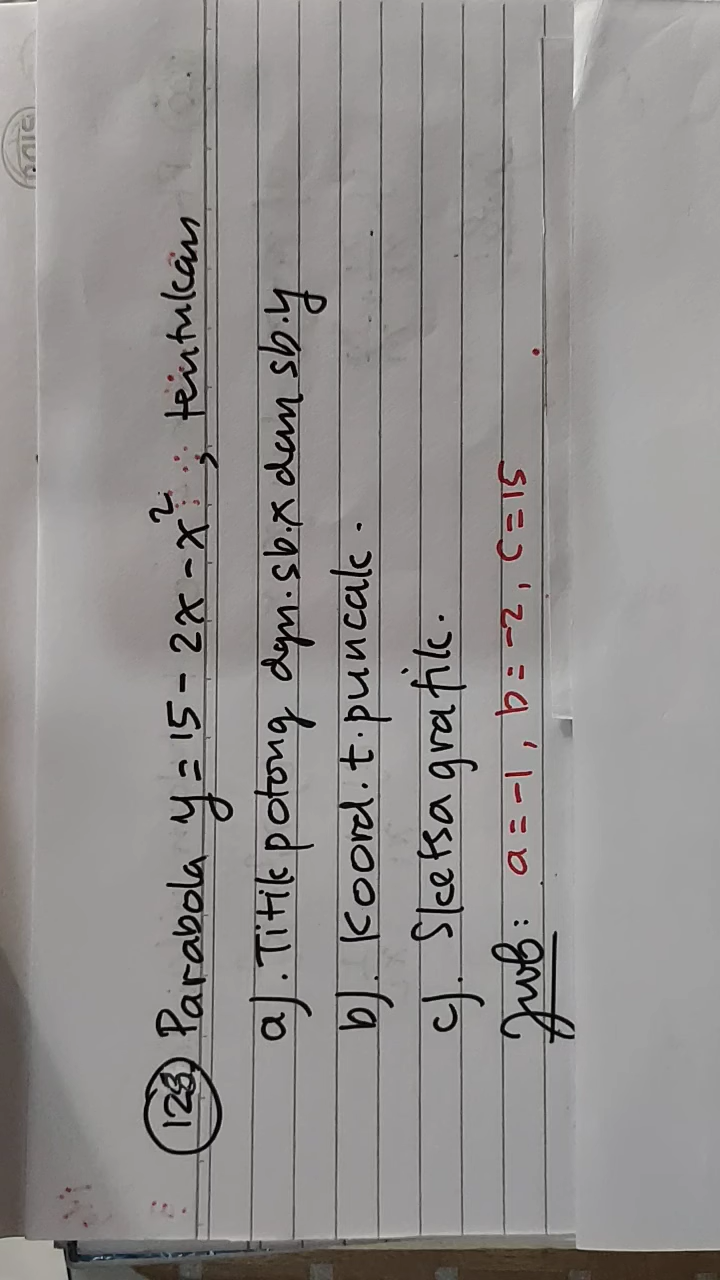 128) Parabola y = 15 - 2x - x², tentukan
a). Titik potong dgn. sb. x dan sb. y
b). Koord. t. puncak.
c). Sketsa grafik.
Jwb: a = -1, b = -2, c = 15